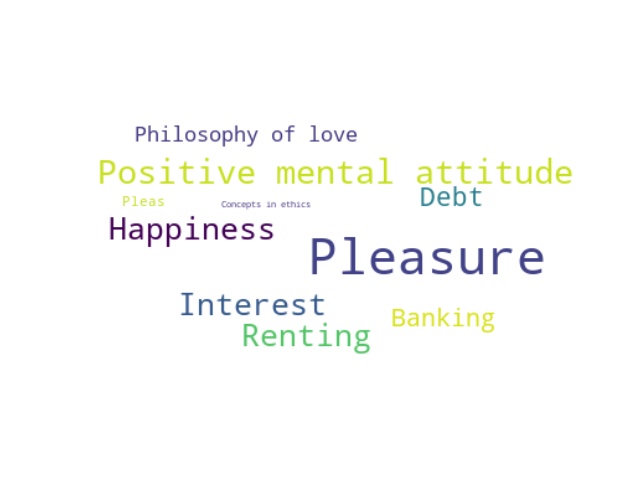 Philosophy of love
Positive mental attitude
Pleas
Concepts in ethics
Debt
Happiness
Pleasure
Interest
Banking
Renting